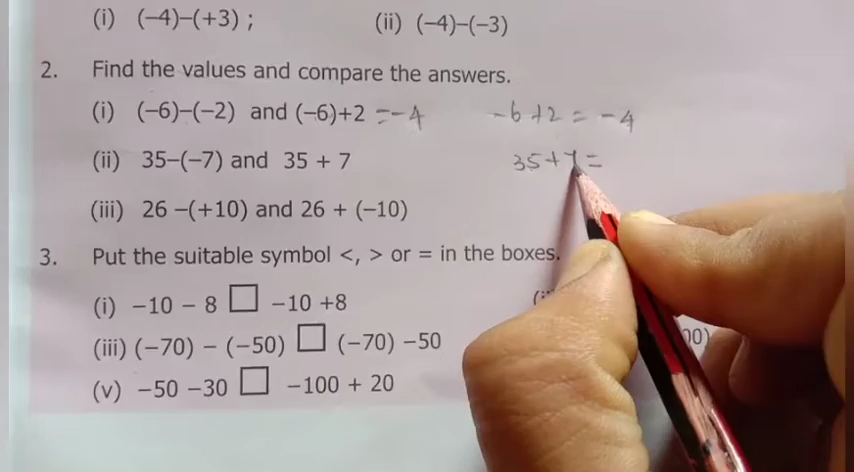 (i) (−4)−(+3) ; (ii) (−4)−(−3)
2. Find the values and compare the answers.
(i) (−6)−(−2) and (−6)+2 =-4 -6+2 = -4
(ii) 35−(−7) and 35 + 7 35+7=
(iii) 26 −(+10) and 26 + (−10)
3. Put the suitable symbol <, > or = in the boxes.
(i) −10 − 8 □ −10 +8
(iii) (−70) − (−50) □ (−70) −50 00)
(v) −50 −30 □ −100 + 20